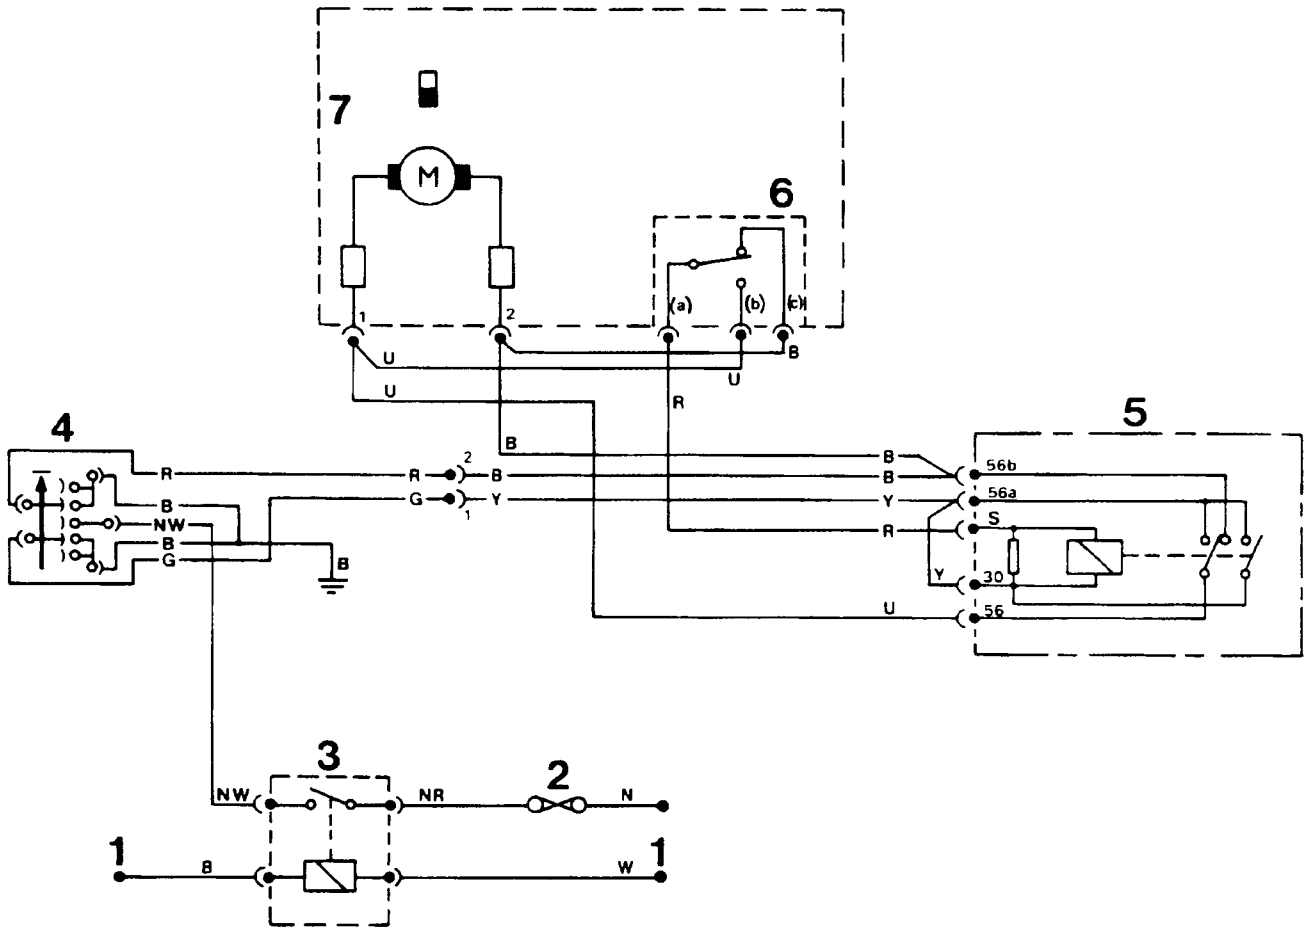 7
M
6
(a) (b) (c)
1 2
U B
U
U R
5
4
B
B
R R 2 B B 56b
G 1 Y Y 56a
B
NW S
R
B
G B
Y 30
U 56
3
2
NW NR N
1 1
B W